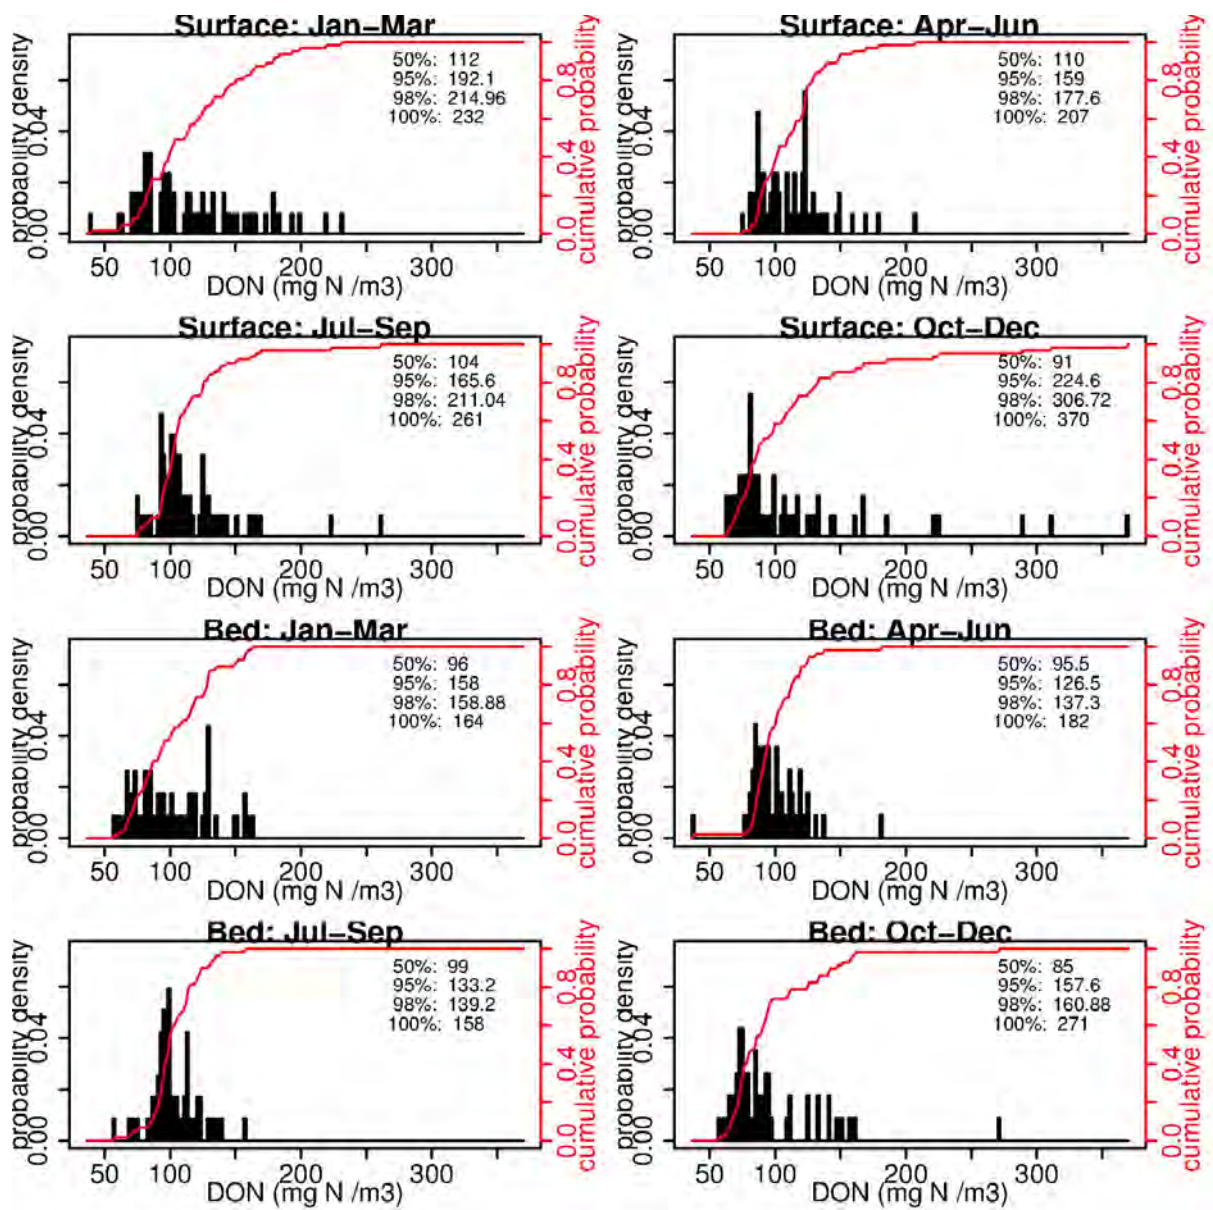 Surface: Jan–Mar
50%: 112
95%: 192.1
98%: 214.96
100%: 232
probability density
0.00 0.04
cumulative probability
0.0 0.4 0.8
50 100 200 300
DON (mg N /m3)
Surface: Apr–Jun
50%: 110
95%: 159
98%: 177.6
100%: 207
probability density
0.00 0.04
cumulative probability
0.0 0.4 0.8
50 100 200 300
DON (mg N /m3)
Surface: Jul–Sep
50%: 104
95%: 165.6
98%: 211.04
100%: 261
probability density
0.00 0.04
cumulative probability
0.0 0.4 0.8
50 100 200 300
DON (mg N /m3)
Surface: Oct–Dec
50%: 91
95%: 224.6
98%: 306.72
100%: 370
probability density
0.00 0.04
cumulative probability
0.0 0.4 0.8
50 100 200 300
DON (mg N /m3)
Bed: Jan–Mar
50%: 96
95%: 158
98%: 158.88
100%: 164
probability density
0.00 0.04
cumulative probability
0.0 0.4 0.8
50 100 200 300
DON (mg N /m3)
Bed: Apr–Jun
50%: 95.5
95%: 126.5
98%: 137.3
100%: 182
probability density
0.00 0.04
cumulative probability
0.0 0.4 0.8
50 100 200 300
DON (mg N /m3)
Bed: Jul–Sep
50%: 99
95%: 133.2
98%: 139.2
100%: 158
probability density
0.00 0.04
cumulative probability
0.0 0.4 0.8
50 100 200 300
DON (mg N /m3)
Bed: Oct–Dec
50%: 85
95%: 157.6
98%: 160.88
100%: 271
probability density
0.00 0.04
cumulative probability
0.0 0.4 0.8
50 100 200 300
DON (mg N /m3)